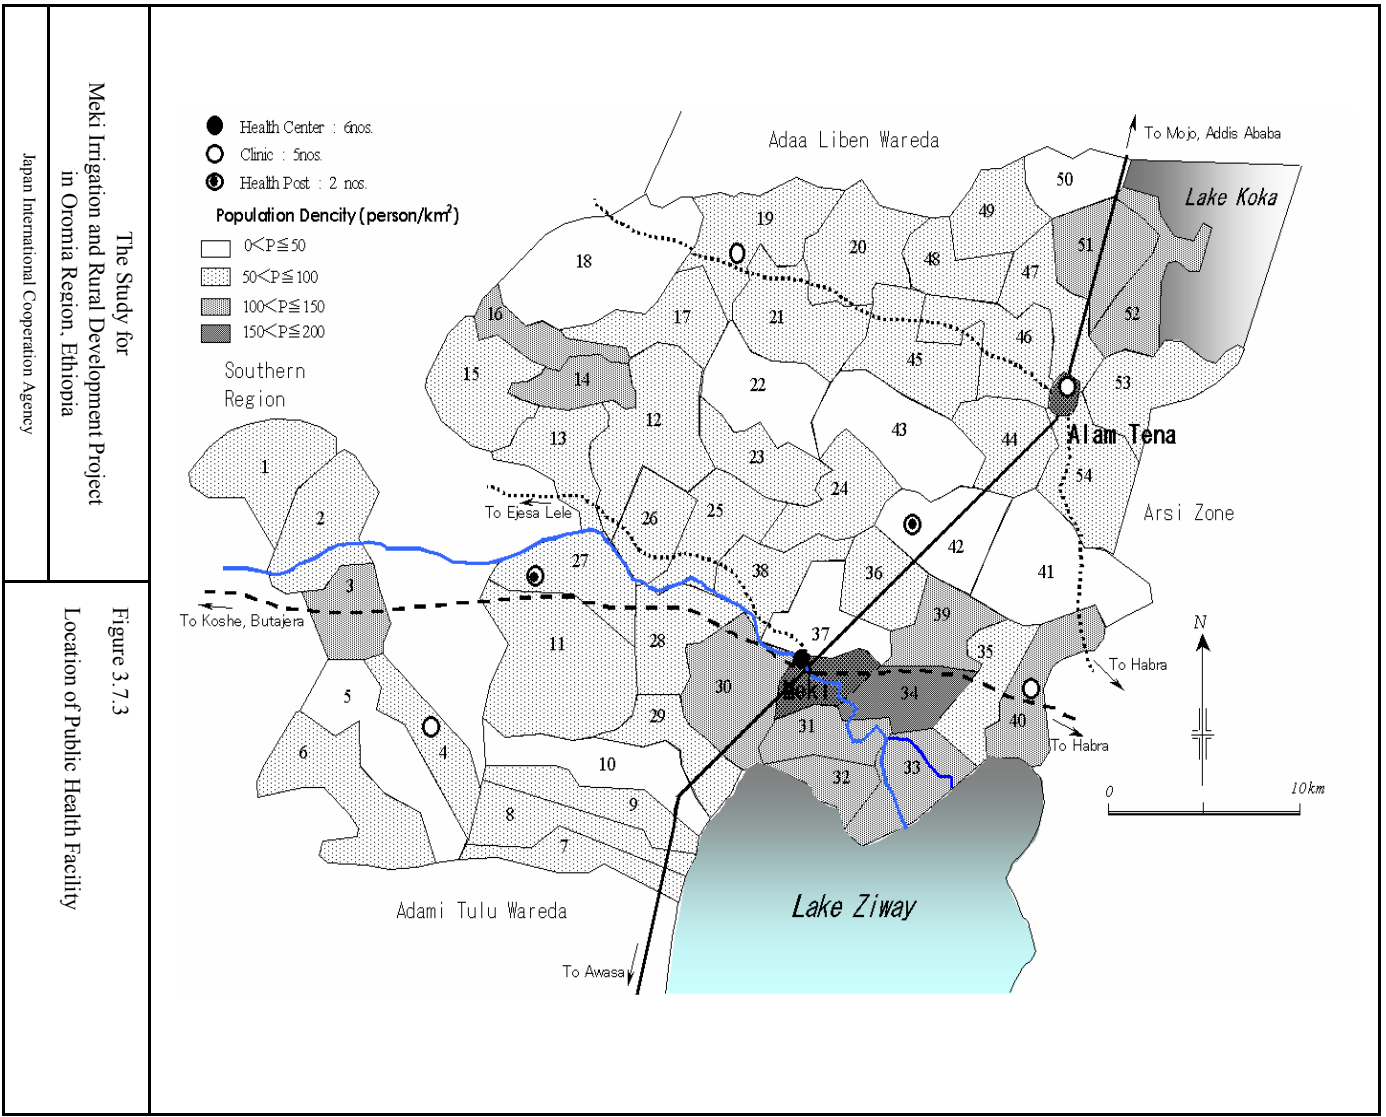 The Study for
Meki Irrigation and Rural Development Project
in Oromia Region, Ethiopia
Japan International Cooperation Agency
Figure 3.7.3
Location of Public Health Facility
Health Center : 6nos.
Clinic : 5nos.
Health Post : 2 nos.
Population Dencity (person/km²)
0<P≦50
50<P≦100
100<P≦150
150<P≦200
Adaa Liben Wareda
To Mojo, Addis Ababa
Lake Koka
Southern
Region
50
49
19
20
51
18
48
47
16
17
21
52
46
15
14
22
45
53
12
43
Alam Tena
13
44
1
23
54
24
To Ejesa Lele
25
26
Arsi Zone
2
42
27
38
36
41
3
39
To Koshe, Butajera
N
37
11
28
35
To Habra
30
Meki
34
5
29
31
40
To Habra
6
4
10
32
33
9
8
7
0
10km
Adami Tulu Wareda
Lake Ziway
To Awasa